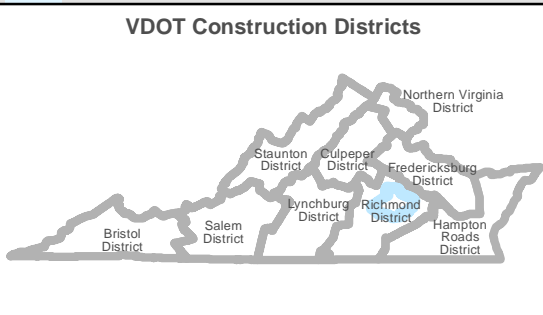 VDOT Construction Districts
Northern Virginia
District
Staunton
District
Culpeper
District
Fredericksburg
District
Lynchburg
District
Richmond
District
Bristol
District
Salem
District
Hampton
Roads
District